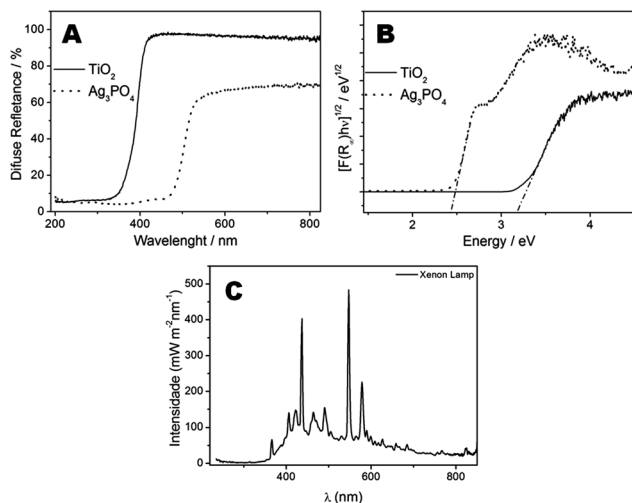 A
Difuse Refletance / %
100
80
60
40
20
0
TiO2
Ag3PO4
200
400
600
800
Wavelenght / nm
B
[F(R∞)hν]1/2 / eV1/2
TiO2
Ag3PO4
2
3
4
Energy / eV
C
Xenon Lamp
Intensidade (mW m-2nm-1)
500
400
300
200
100
0
400
600
800
λ (nm)